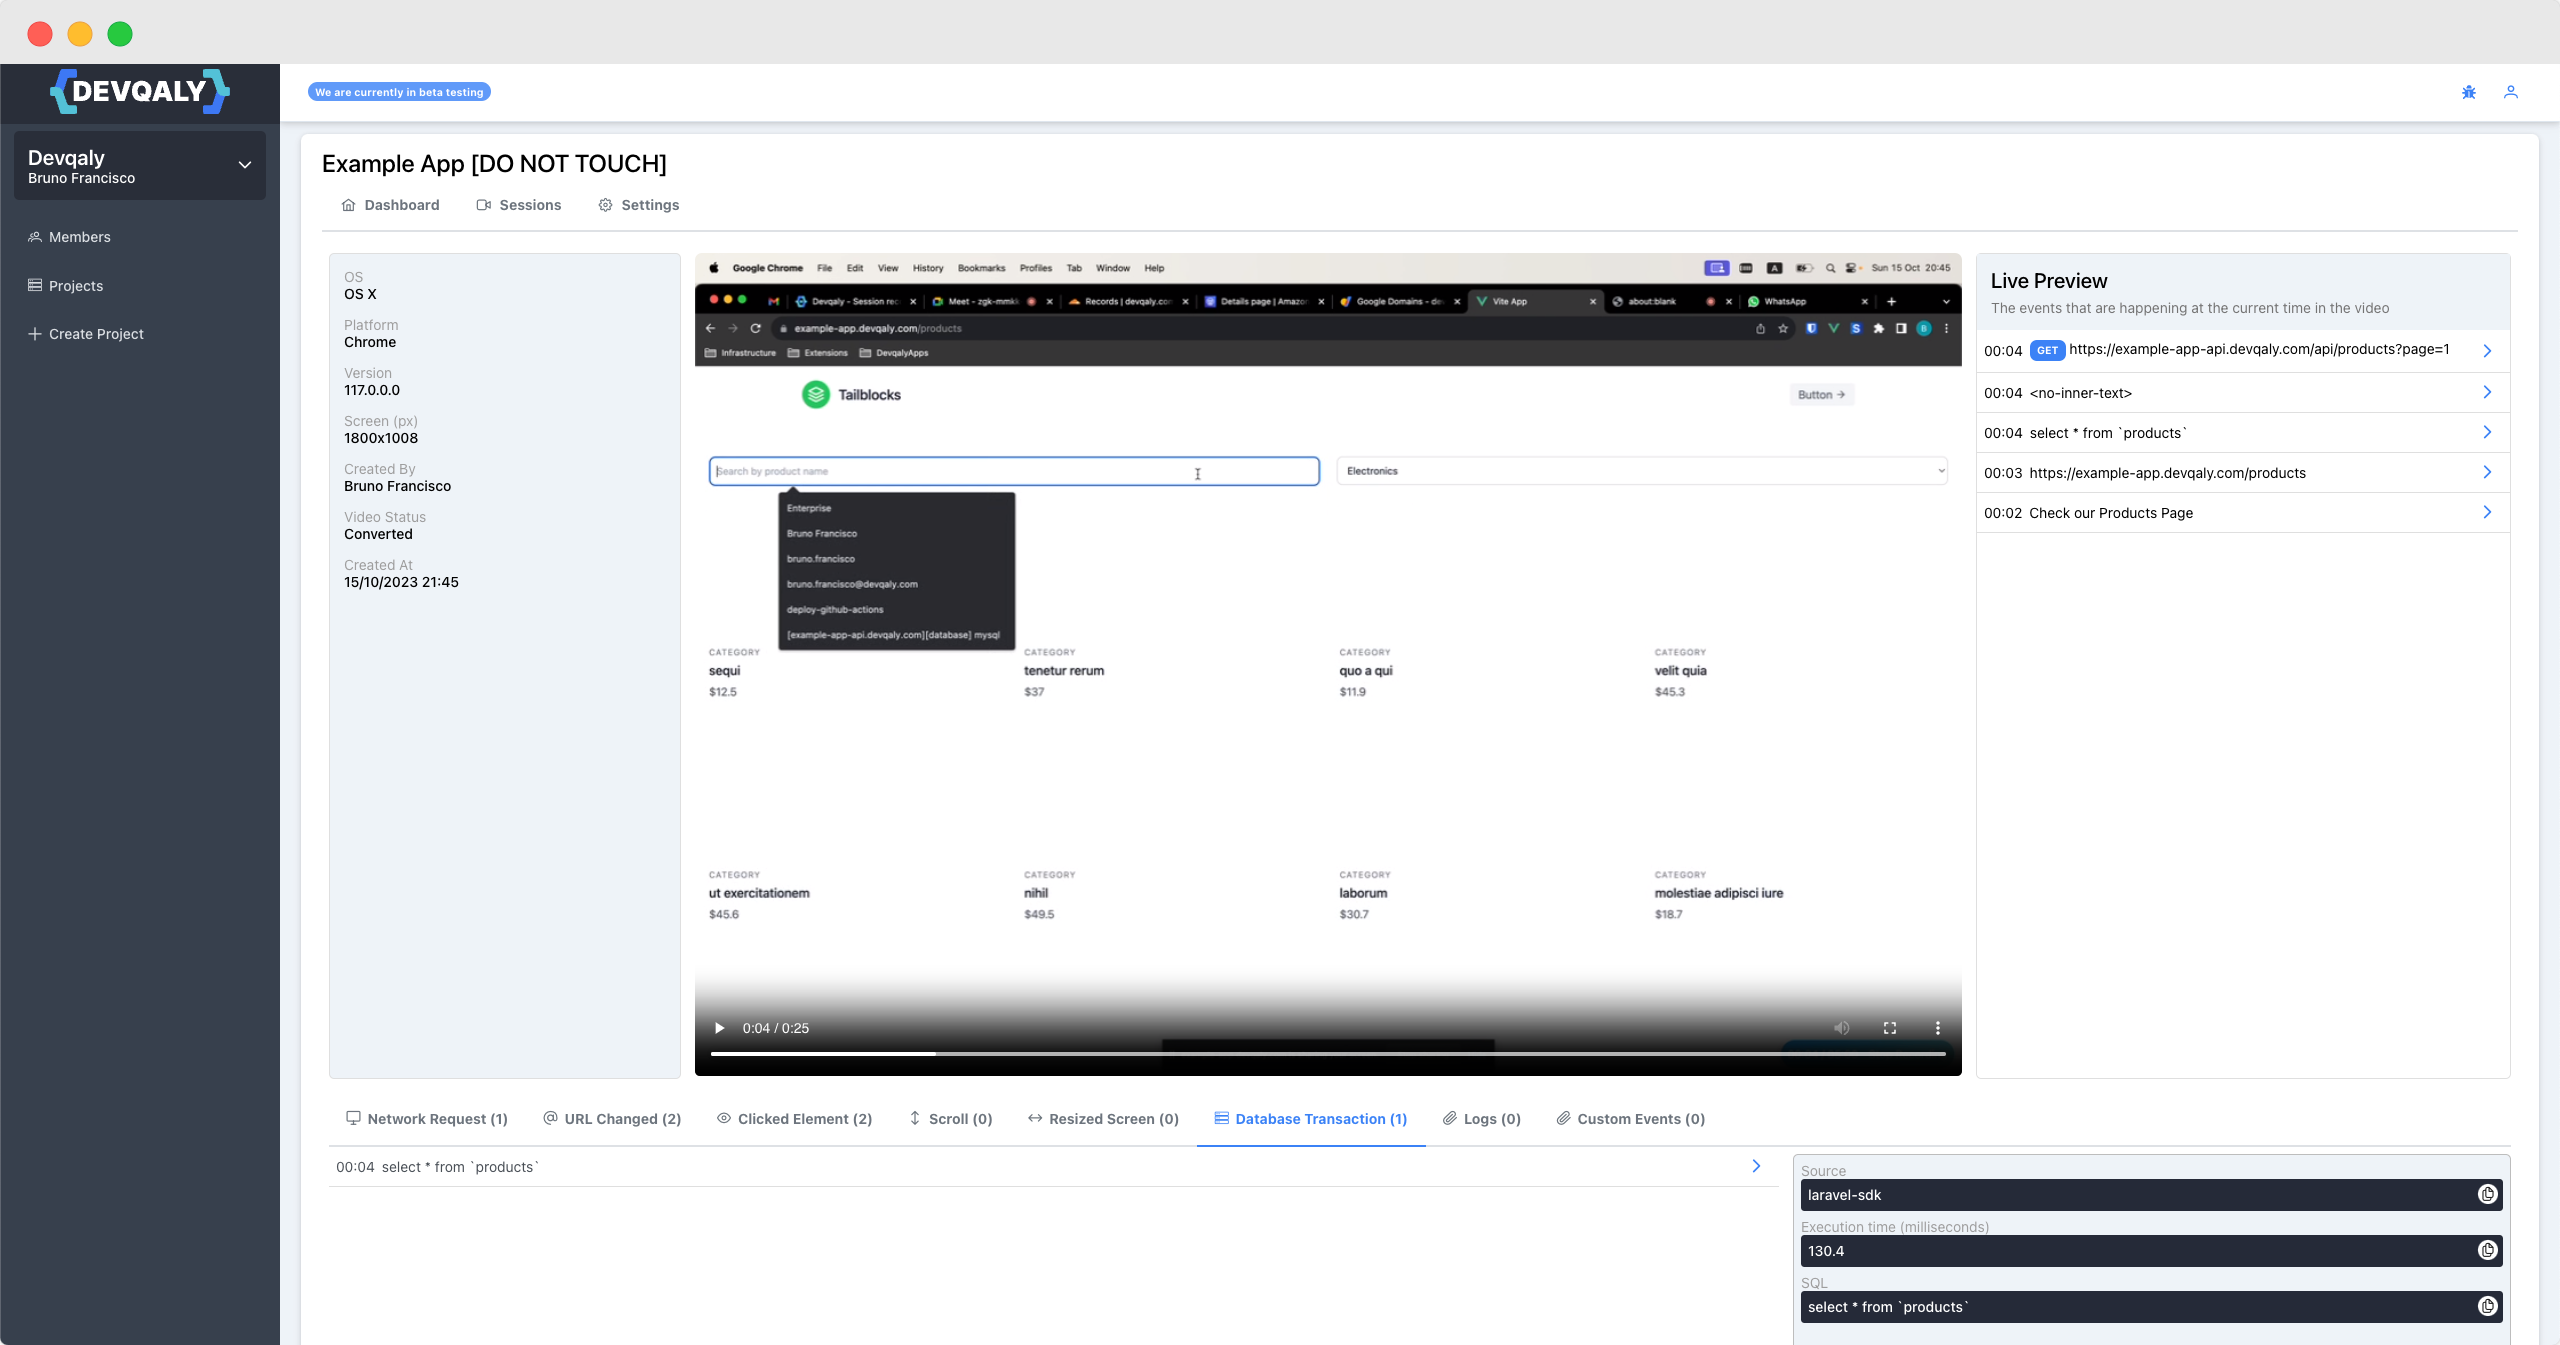 DEVQALY
We are currently in beta testing
Devqaly
Bruno Francisco
Members
Projects
Create Project
Example App [DO NOT TOUCH]
Dashboard
Sessions
Settings
OS
OS X
Platform
Chrome
Version
117.0.0.0
Screen (px)
1800x1008
Created By
Bruno Francisco
Video Status
Converted
Created At
15/10/2023 21:45
Google Chrome File Edit View History Bookmarks Profiles Tab Window Help
A
Sun 15 Oct 20:45
Devqaly - Session rec
Meet - zgk-mmk
Records | devqaly.com
Details page | Amazon
Google Domains - de
Vite App
about:blank
WhatsApp
example-app.devqaly.com/products
S
B
Infrastructure
Extensions
DevqalyApps
Tailblocks
Button →
Search by product name
Electronics
Enterprise
Bruno Francisco
bruno.francisco
bruno.francisco@devqaly.com
deploy-github-actions
[example-app-api.devqaly.com][database] mysql
CATEGORY
sequi
$12.5
CATEGORY
tenetur rerum
$37
CATEGORY
quo a qui
$11.9
CATEGORY
velit quia
$45.3
CATEGORY
ut exercitationem
$45.6
CATEGORY
nihil
$49.5
CATEGORY
laborum
$30.7
CATEGORY
molestiae adipisci iure
$18.7
0:04 / 0:25
Live Preview
The events that are happening at the current time in the video
00:04 GET https://example-app-api.devqaly.com/api/products?page=1
00:04 <no-inner-text>
00:04 select * from `products`
00:03 https://example-app.devqaly.com/products
00:02 Check our Products Page
Network Request (1)
URL Changed (2)
Clicked Element (2)
Scroll (0)
Resized Screen (0)
Database Transaction (1)
Logs (0)
Custom Events (0)
00:04 select * from `products`
Source
laravel-sdk
Execution time (milliseconds)
130.4
SQL
select * from `products`